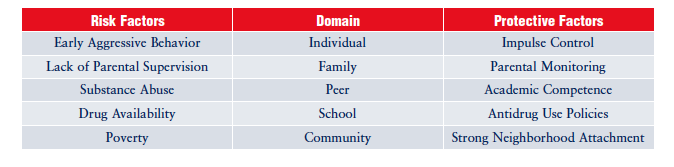 Risk Factors Domain Protective Factors
Early Aggressive Behavior Individual Impulse Control
Lack of Parental Supervision Family Parental Monitoring
Substance Abuse Peer Academic Competence
Drug Availability School Antidrug Use Policies
Poverty Community Strong Neighborhood Attachment